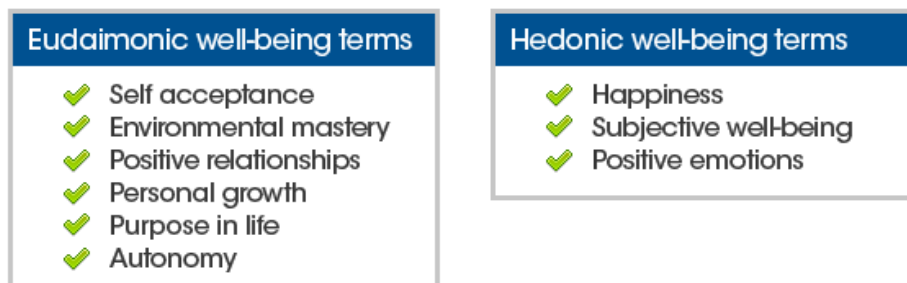 Eudaimonic well-being terms
Self acceptance
Environmental mastery
Positive relationships
Personal growth
Purpose in life
Autonomy
Hedonic well-being terms
Happiness
Subjective well-being
Positive emotions